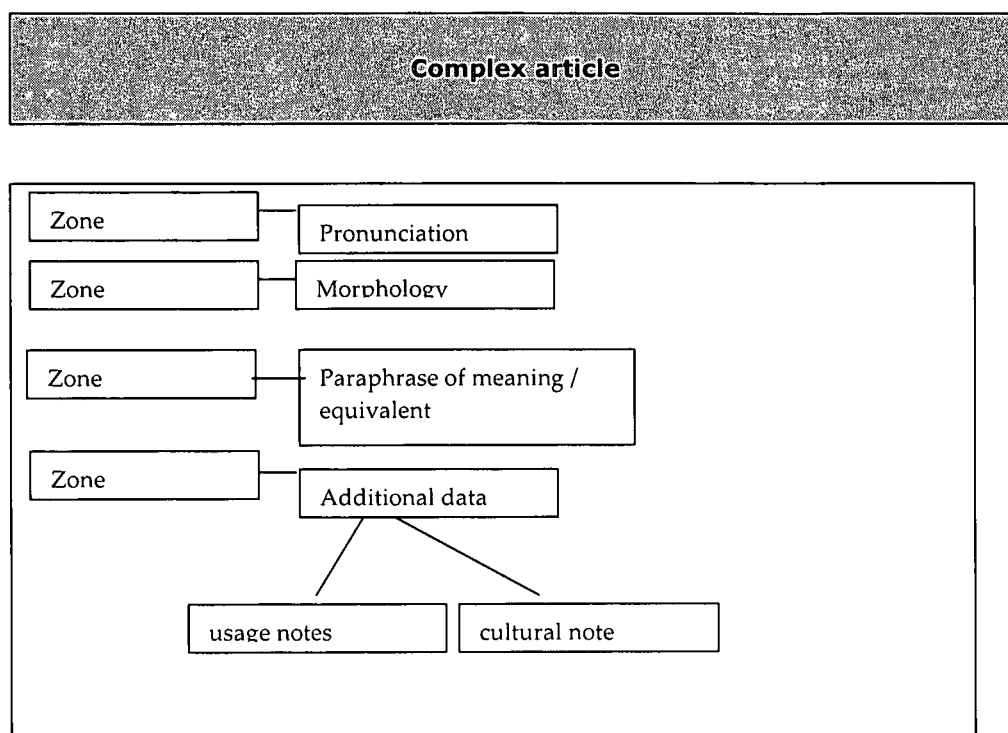 Complex article
Zone
Pronunciation
Zone
Morphology
Zone
Paraphrase of meaning /
equivalent
Zone
Additional data
usage notes
cultural note